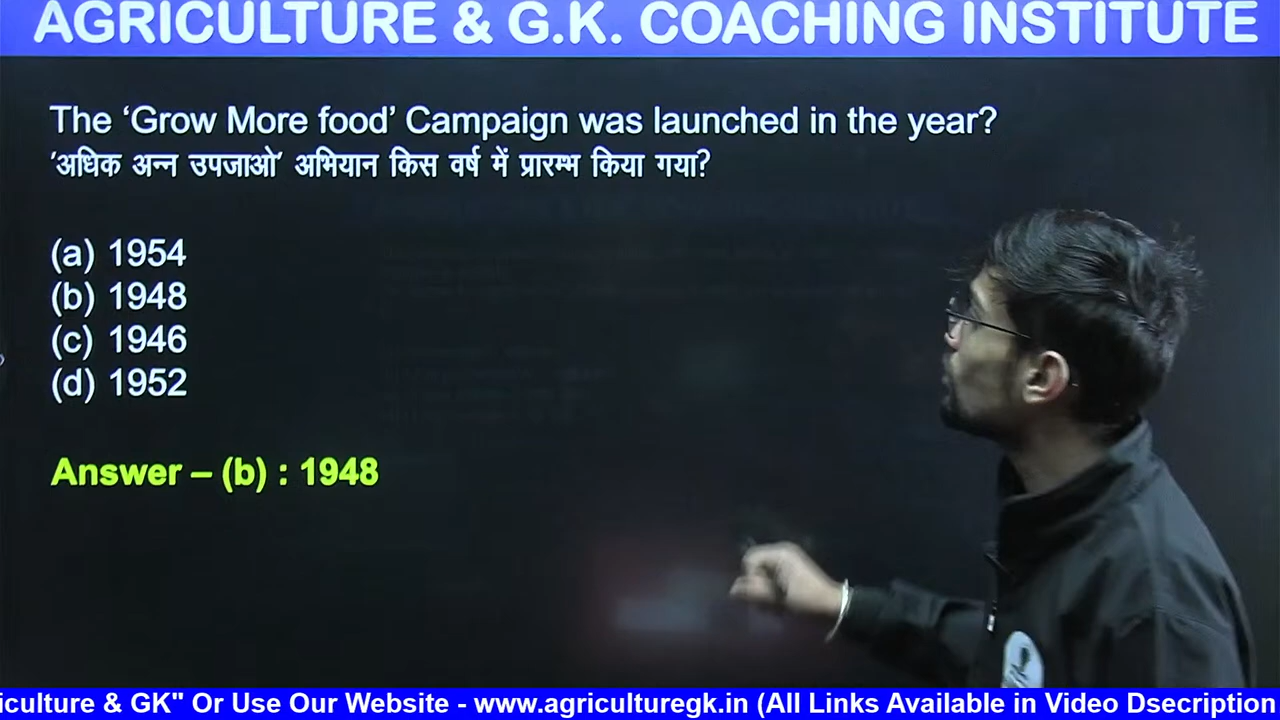 AGRICULTURE & G.K. COACHING INSTITUTE
The ‘Grow More food’ Campaign was launched in the year?
'अधिक अन्न उपजाओ' अभियान किस वर्ष में प्रारम्भ किया गया?
(a) 1954
(b) 1948
(c) 1946
(d) 1952
Answer – (b) : 1948
iculture & GK" Or Use Our Website - www.agriculturegk.in (All Links Available in Video Dscription